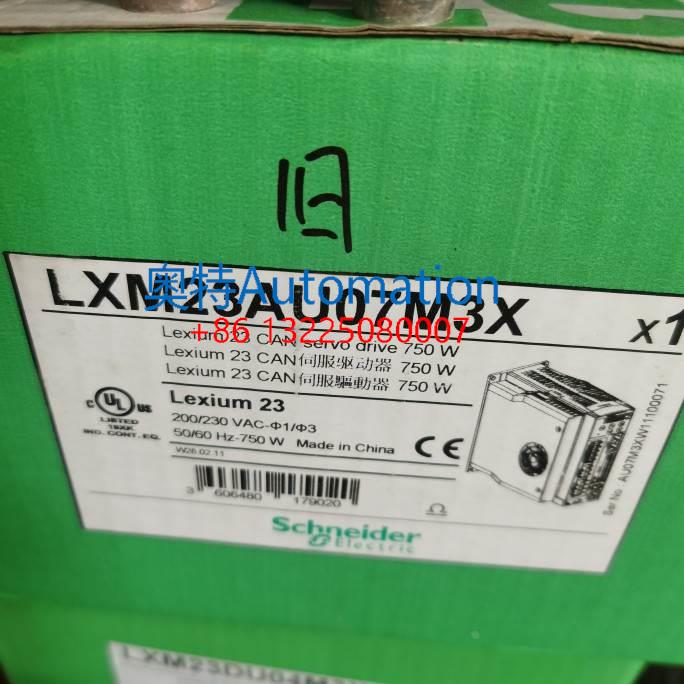 旧
LXM23AU07M3X
x1
奥特Automation
+86 13225080007
Lexium 23 CAN servo drive 750 W
Lexium 23 CAN伺服驱动器 750 W
Lexium 23 CAN伺服驅動器 750 W
Lexium 23
200/230 VAC-Φ1/Φ3
50/60 Hz-750 W Made in China
C UL US
LISTED
IND. CONT. EQ.
CE
W26.02.11
3 606480 179020
Ω
Schneider
Electric
Ser No : AU07M3XW11100071